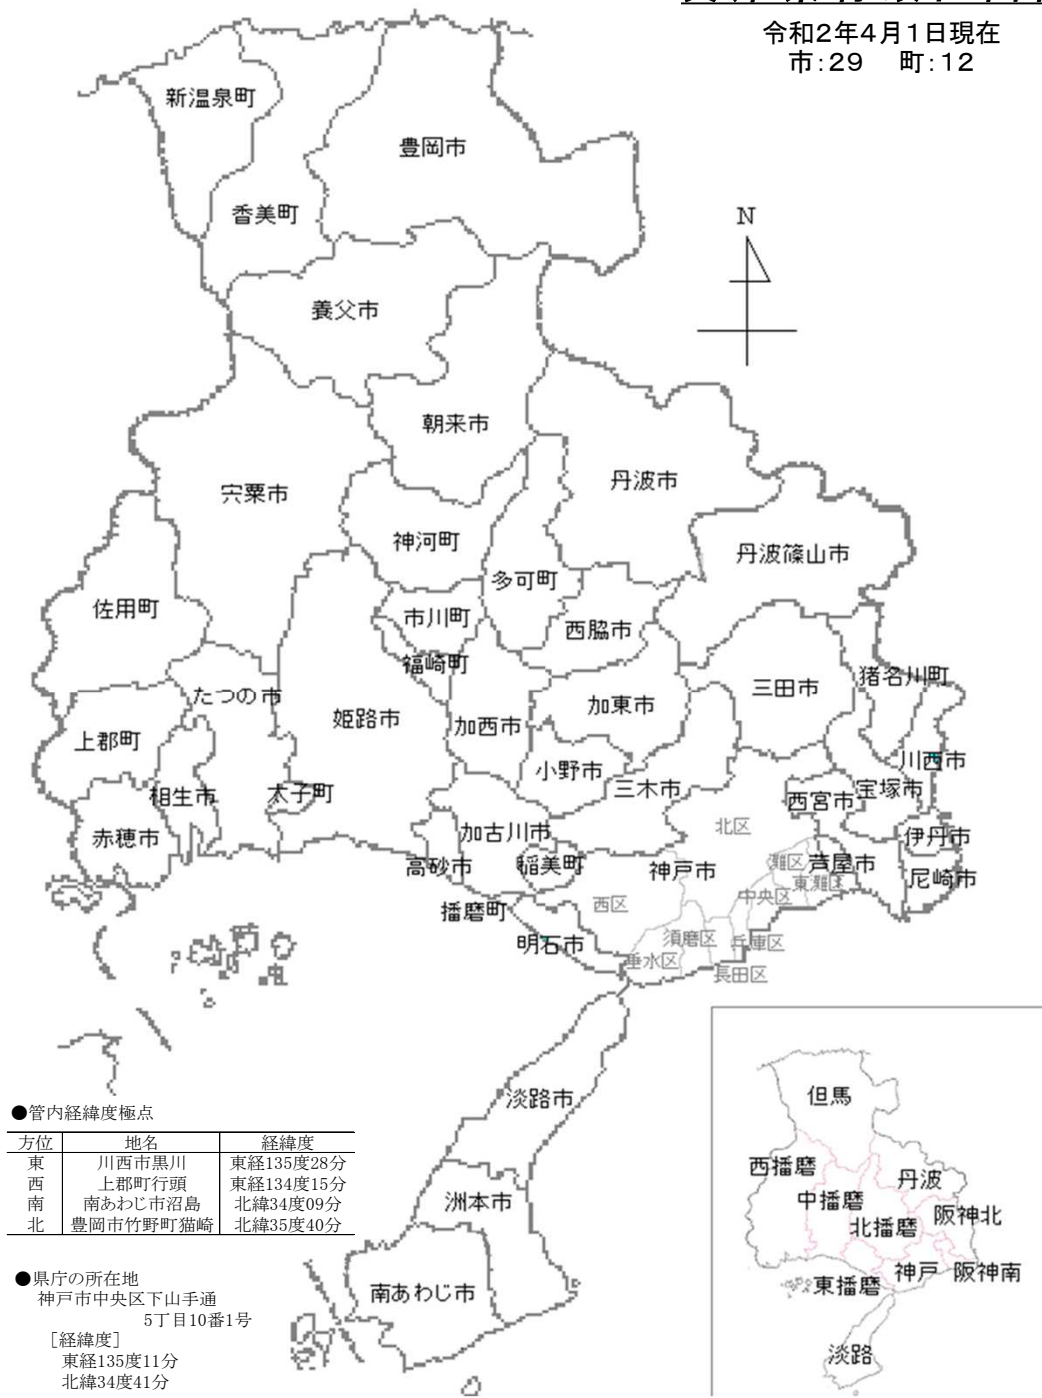 令和2年4月1日現在
市:29 町:12
新温泉町
豊岡市
香美町
N
養父市
朝来市
丹波市
宍粟市
神河町
丹波篠山市
多可町
佐用町
市川町
西脇市
福崎町
猪名川町
三田市
たつの市
加東市
姫路市
加西市
上郡町
川西市
小野市
三木市
宝塚市
相生市
太子町
西宮市
北区
加古川市
伊丹市
赤穂市
稲美町
高砂市
神戸市
灘区
芦屋市
東灘区
尼崎市
中央区
西区
播磨町
明石市
須磨区
兵庫区
垂水区
長田区
淡路市
洲本市
南あわじ市
●管内経緯度極点
方位 地名 経緯度
東 川西市黒川 東経135度28分
西 上郡町行頭 東経134度15分
南 南あわじ市沼島 北緯34度09分
北 豊岡市竹野町猫崎 北緯35度40分
●県庁の所在地
神戸市中央区下山手通
5丁目10番1号
[経緯度]
東経135度11分
北緯34度41分
但馬
西播磨
丹波
中播磨
阪神北
北播磨
神戸
阪神南
東播磨
淡路